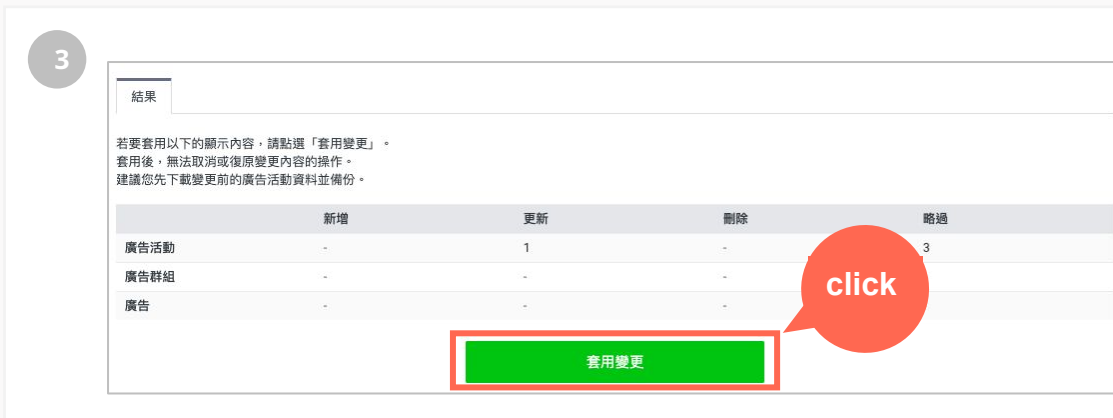 3
結果
若要套用以下的顯示內容，請點選「套用變更」。
套用後，無法取消或復原變更內容的操作。
建議您先下載變更前的廣告活動資料並備份。
新增 更新 刪除 略過
廣告活動 - 1 - 3
廣告群組 - - -
廣告 - - -
click
套用變更